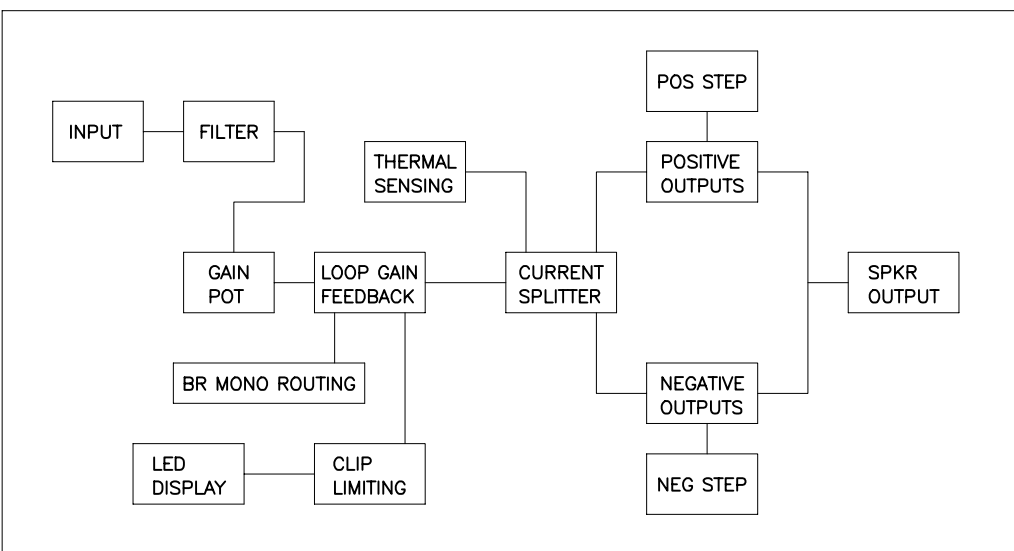 POS STEP
INPUT
FILTER
THERMAL
SENSING
POSITIVE
OUTPUTS
GAIN
POT
LOOP GAIN
FEEDBACK
CURRENT
SPLITTER
SPKR
OUTPUT
BR MONO ROUTING
NEGATIVE
OUTPUTS
LED
DISPLAY
CLIP
LIMITING
NEG STEP